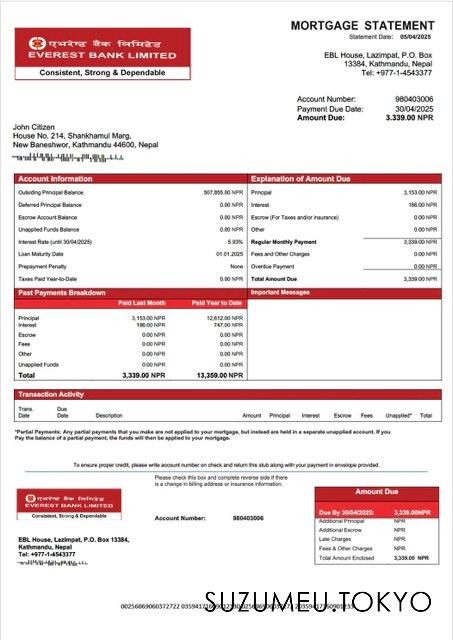 MORTGAGE STATEMENT
Statement Date: 05/04/2025
एभरेष्ट बैंक लिमिटेड
EVEREST BANK LIMITED
Consistent, Strong & Dependable
EBL House, Lazimpat, P.O. Box
13384, Kathmandu, Nepal
Tel: +977-1-4543377
Account Number: 980403006
Payment Due Date: 30/04/2025
Amount Due: 3.339.00 NPR
John Citizen
House No. 214, Shankhamul Marg,
New Baneshwor, Kathmandu 44600, Nepal
Account Information
Outsiding Principal Balance 507,855.00 NPR
Deferred Principal Balance 0.00 NPR
Escrow Account Balance 0.00 NPR
Unapplied Funds Balance 0.00 NPR
Interest Rate (until 30/04/2025) 5.93%
Loan Maturity Date 01.01.2025
Prepayment Penalty None
Taxes Paid Year-to-Date 0.00 NPR
Explanation of Amount Due
Principal 3,153.00 NPR
Interest 186.00 NPR
Escrow (For Taxes and/or insurance) 0.00 NPR
Other 0.00 NPR
Regular Monthly Payment 3,339.00 NPR
Fees and Other Charges 0.00 NPR
Overdue Payment 0.00 NPR
Total Amount Due 3,339.00 NPR
Past Payments Breakdown
Paid Last Month Paid Year to Date
Principal 3,153.00 NPR 12,612.00 NPR
Interest 186.00 NPR 747.00 NPR
Escrow 0.00 NPR 0.00 NPR
Fees 0.00 NPR 0.00 NPR
Other 0.00 NPR 0.00 NPR
Unapplied Funds 0.00 NPR 0.00 NPR
Total 3,339.00 NPR 13,359.00 NPR
Important Messages
Transaction Activity
Trans. Date Due Date Description Amount Principal Interest Escrow Fees Unapplied* Total
*Partial Payments: Any partial payments that you make are not applied to your mortgage, but instead are held in a separate unapplied account. If you
Pay the balance of a partial payment, the funds will then be applied to your mortgage.
To ensure proper credit, please write account number on check and return this stub along with your payment in envelope provided.
Please check this box and complete reverse side if there
is a change in billing address or insurance information.
एभरेष्ट बैंक लिमिटेड
EVEREST BANK LIMITED
Consistent, Strong & Dependable
Account Number: 980403006
EBL House, Lazimpat, P.O. Box 13384,
Kathmandu, Nepal
Tel: +977-1-4543377
Amount Due
Due By 30/04/2025: 3,339.00NPR
Additional Principal NPR
Additional Escrow NPR
Late Charges NPR
Fees & Other Charges NPR
Total Amount Enclosed 3,339.00 NPR
SUZUMEU.TOKYO